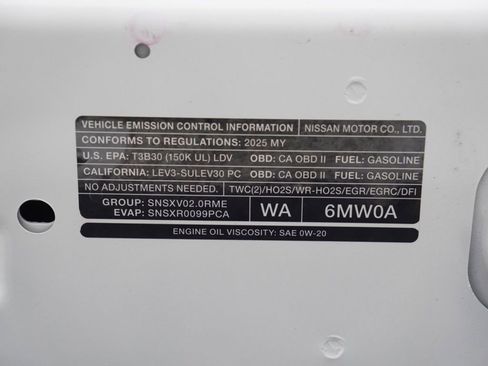 VEHICLE EMISSION CONTROL INFORMATION NISSAN MOTOR CO., LTD.
CONFORMS TO REGULATIONS: 2025 MY
U.S. EPA: T3B30 (150K UL) LDV OBD: CA OBD II FUEL: GASOLINE
CALIFORNIA: LEV3-SULEV30 PC OBD: CA OBD II FUEL: GASOLINE
NO ADJUSTMENTS NEEDED. TWC(2)/HO2S/WR-HO2S/EGR/EGRC/DFI
GROUP: SNSXV02.0RME
EVAP: SNSXR0099PCA
WA 6MW0A
ENGINE OIL VISCOSITY: SAE 0W-20